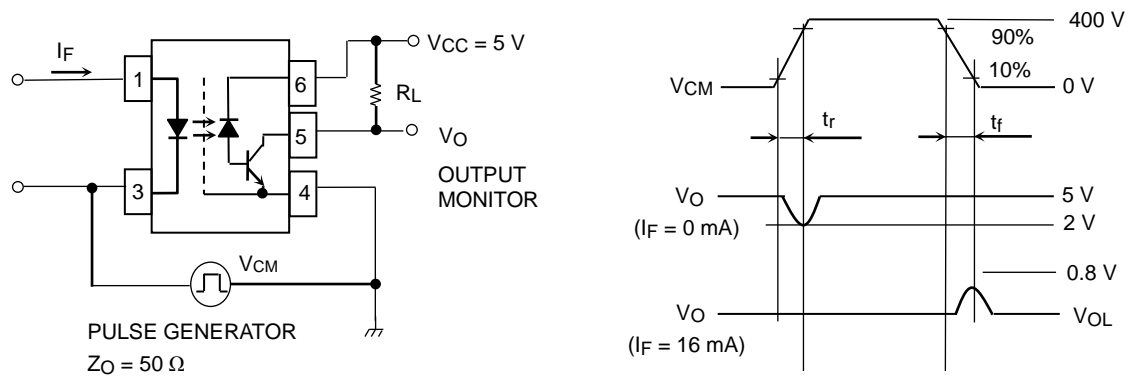 IF
1
3
6
5
4
VCC = 5 V
RL
VO
OUTPUT
MONITOR
VCM
PULSE GENERATOR
ZO = 50 Ω
VCM
400 V
90%
10%
0 V
tr
tf
VO
(IF = 0 mA)
5 V
2 V
0.8 V
VO
(IF = 16 mA)
VOL